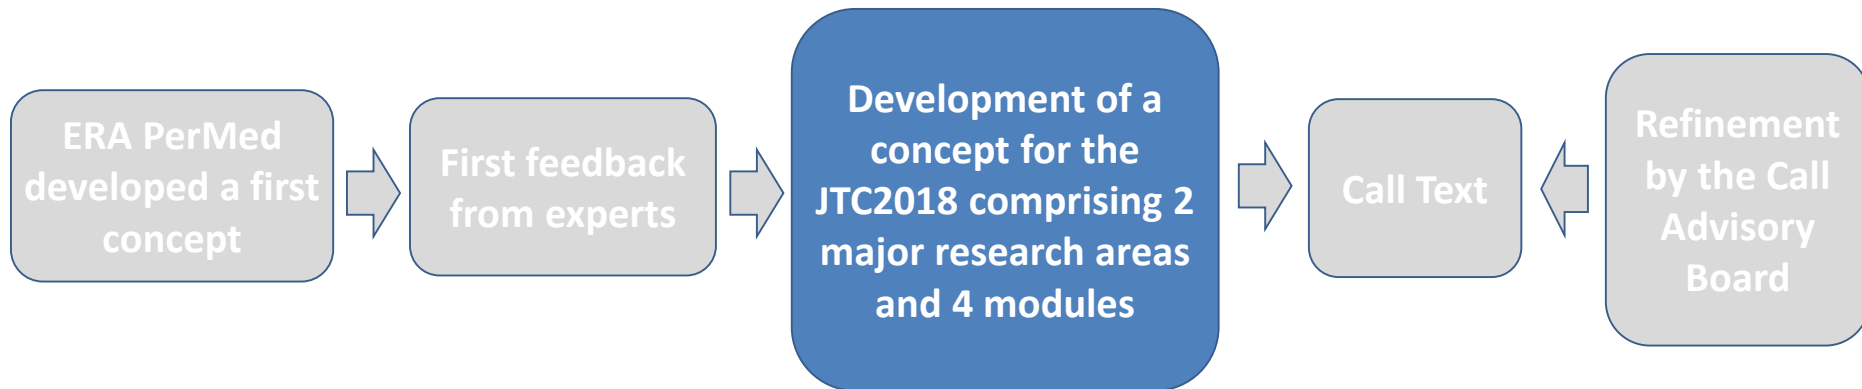 ERA PerMed
developed a first
concept
First feedback
from experts
Development of a
concept for the
JTC2018 comprising 2
major research areas
and 4 modules
Call Text
Refinement
by the Call
Advisory
Board